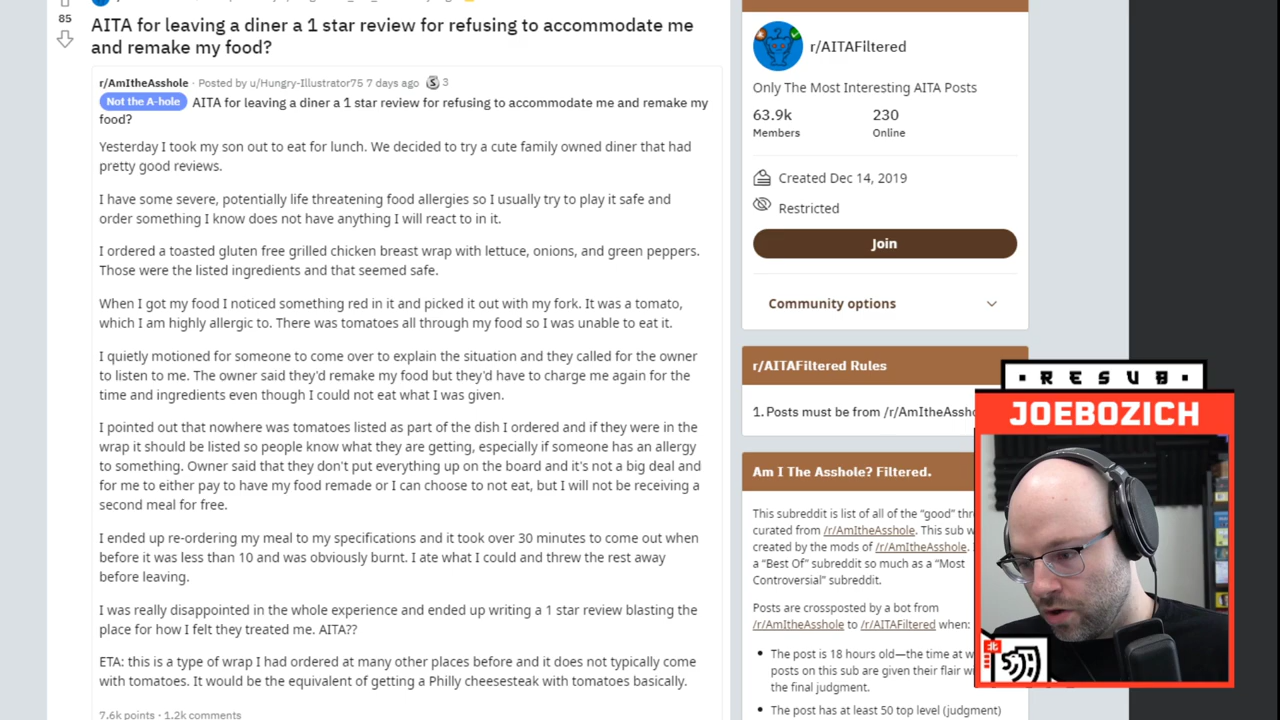 85
AITA for leaving a diner a 1 star review for refusing to accommodate me
and remake my food?
r/AmItheAsshole · Posted by u/Hungry-Illustrator75 7 days ago 3
Not the A-hole AITA for leaving a diner a 1 star review for refusing to accommodate me and remake my
food?
Yesterday I took my son out to eat for lunch. We decided to try a cute family owned diner that had
pretty good reviews.
I have some severe, potentially life threatening food allergies so I usually try to play it safe and
order something I know does not have anything I will react to in it.
I ordered a toasted gluten free grilled chicken breast wrap with lettuce, onions, and green peppers.
Those were the listed ingredients and that seemed safe.
When I got my food I noticed something red in it and picked it out with my fork. It was a tomato,
which I am highly allergic to. There was tomatoes all through my food so I was unable to eat it.
I quietly motioned for someone to come over to explain the situation and they called for the owner
to listen to me. The owner said they'd remake my food but they'd have to charge me again for the
time and ingredients even though I could not eat what I was given.
I pointed out that nowhere was tomatoes listed as part of the dish I ordered and if they were in the
wrap it should be listed so people know what they are getting, especially if someone has an allergy
to something. Owner said that they don't put everything up on the board and it's not a big deal and
for me to either pay to have my food remade or I can choose to not eat, but I will not be receiving a
second meal for free.
I ended up re-ordering my meal to my specifications and it took over 30 minutes to come out when
before it was less than 10 and was obviously burnt. I ate what I could and threw the rest away
before leaving.
I was really disappointed in the whole experience and ended up writing a 1 star review blasting the
place for how I felt they treated me. AITA??
ETA: this is a type of wrap I had ordered at many other places before and it does not typically come
with tomatoes. It would be the equivalent of getting a Philly cheesesteak with tomatoes basically.
7.6k points · 1.2k comments
r/AITAFiltered
Only The Most Interesting AITA Posts
63.9k 230
Members Online
Created Dec 14, 2019
Restricted
Join
Community options
r/AITAFiltered Rules
1. Posts must be from /r/AmItheAssho
Am I The Asshole? Filtered.
This subreddit is list of all of the “good” thr
curated from /r/AmItheAsshole. This sub w
created by the mods of /r/AmItheAsshole.
a “Best Of” subreddit so much as a “Most
Controversial” subreddit.
Posts are crossposted by a bot from
/r/AmItheAsshole to /r/AITAFiltered when:
The post is 18 hours old—the time at w
posts on this sub are given their flair w
the final judgment.
The post has at least 50 top level (judgment)
RESUB
JOEBOZICH